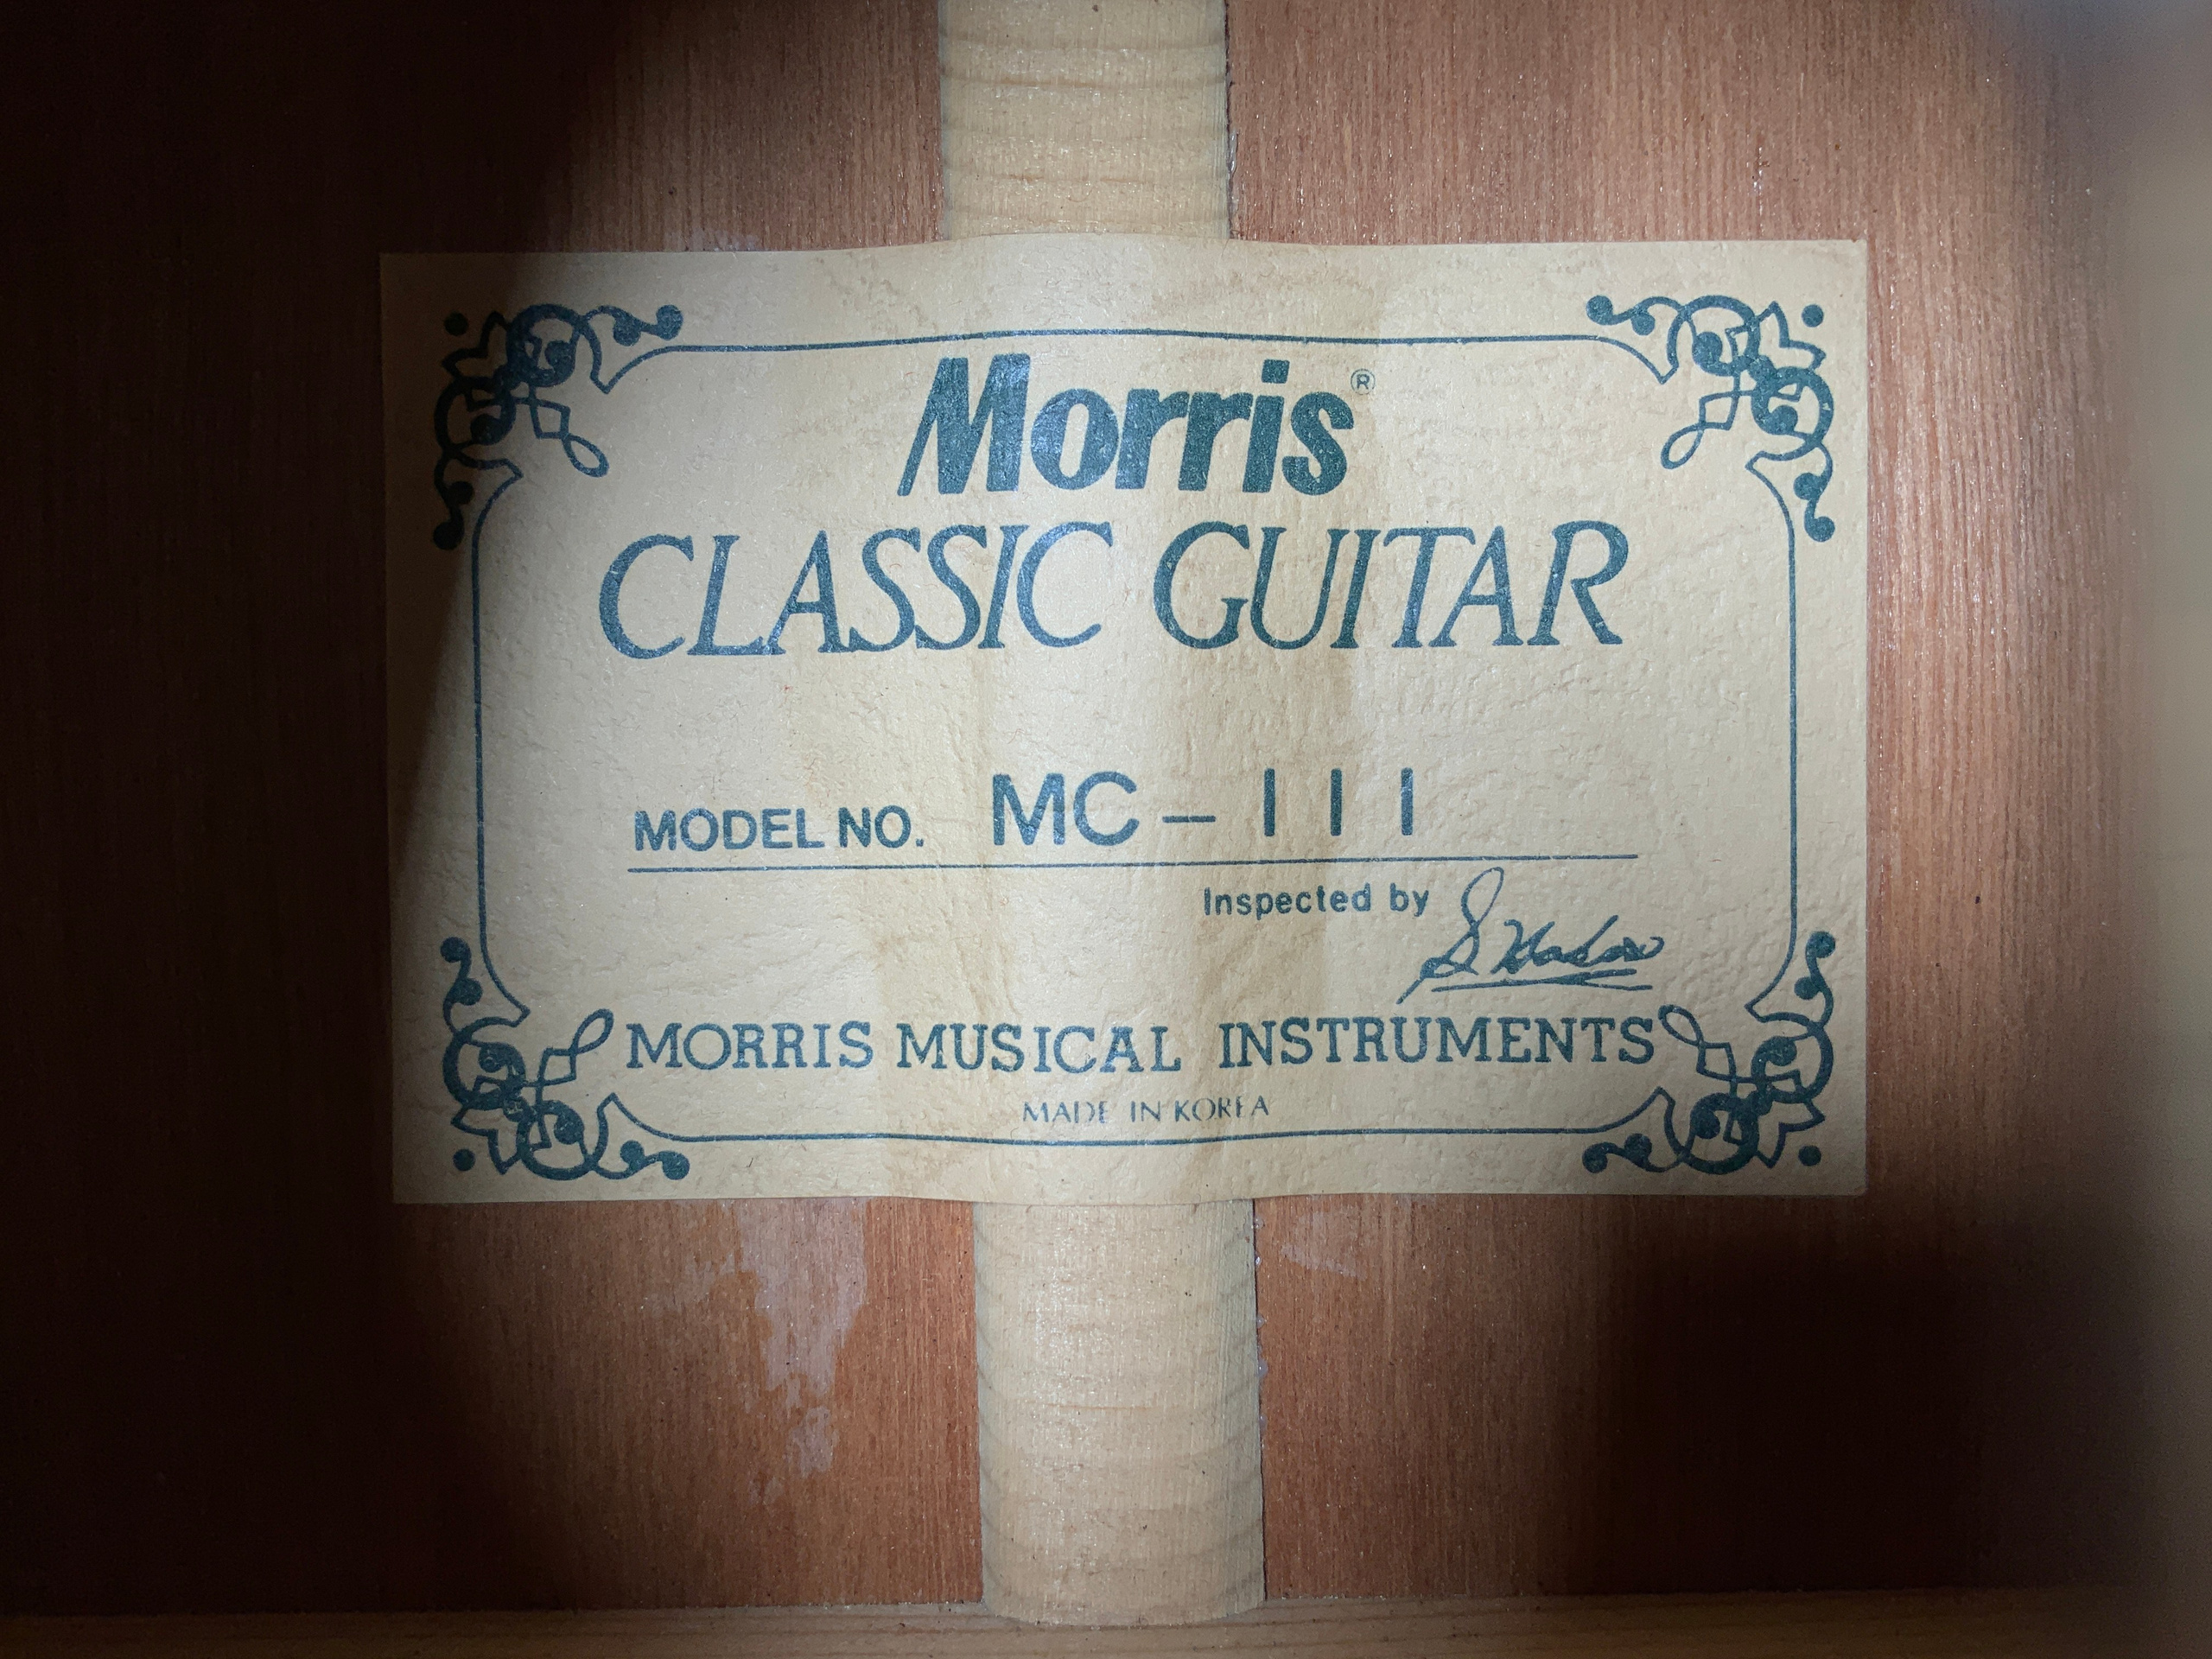 Morris®
CLASSIC GUITAR
MODEL NO. MC-111
Inspected by
MORRIS MUSICAL INSTRUMENTS
MADE IN KOREA